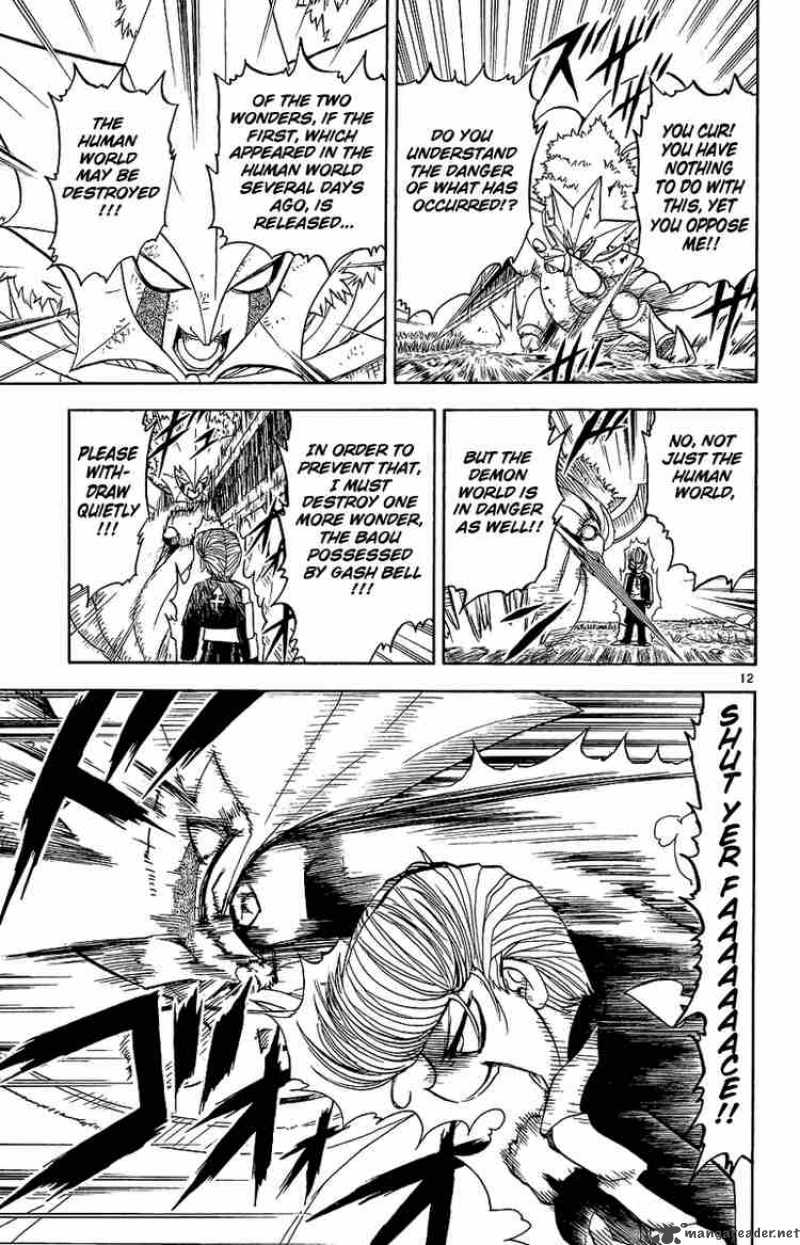 YOU CUR!
YOU HAVE
NOTHING
TO DO WITH
THIS, YET
YOU OPPOSE
ME!!
DO YOU
UNDERSTAND
THE DANGER
OF WHAT HAS
OCCURRED!?
OF THE TWO
WONDERS, IF THE
FIRST, WHICH
APPEARED IN THE
HUMAN WORLD
SEVERAL DAYS
AGO, IS
RELEASED...
THE
HUMAN
WORLD
MAY BE
DESTROYED
!!!
NO, NOT
JUST THE
HUMAN
WORLD,
BUT THE
DEMON
WORLD IS
IN DANGER
AS WELL!!
IN ORDER TO
PREVENT THAT,
I MUST
DESTROY ONE
MORE WONDER,
THE BAOU
POSSESSED
BY GASH BELL
!!!
PLEASE
WITH-
DRAW
QUIETLY
!!!
12
SHUT YER FAAAAAAAACE!!
mangareader.net